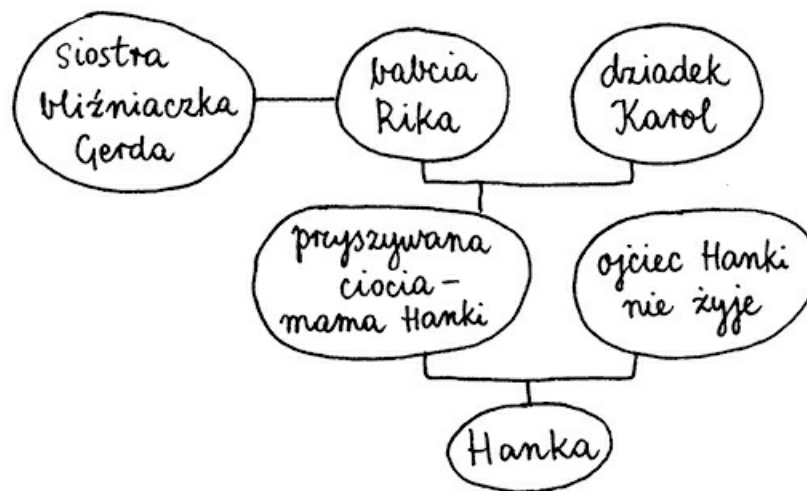 siostra
bliźniaczka
Gerda
babcia
Rika
dziadek
Karol
przyszywana
ciocia –
mama Hanki
ojciec Hanki
nie żyje
Hanka